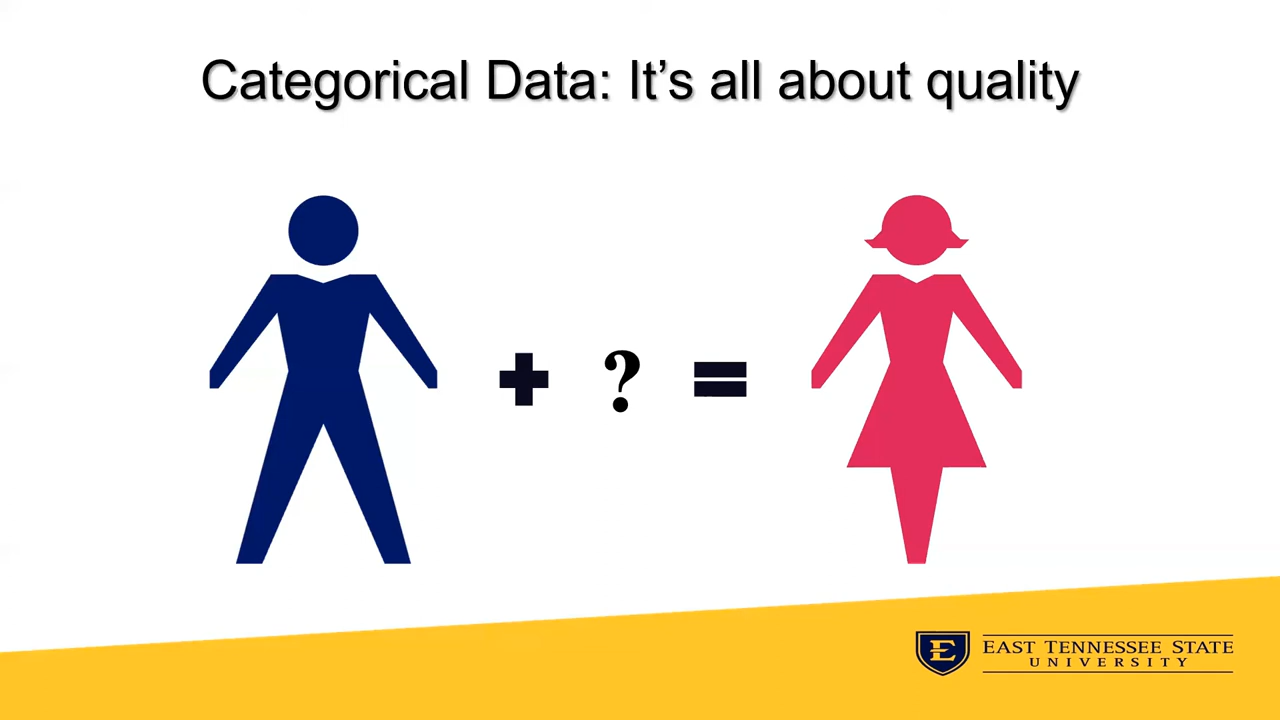 Categorical Data: It’s all about quality
+ ? =
E
EAST TENNESSEE STATE
UNIVERSITY